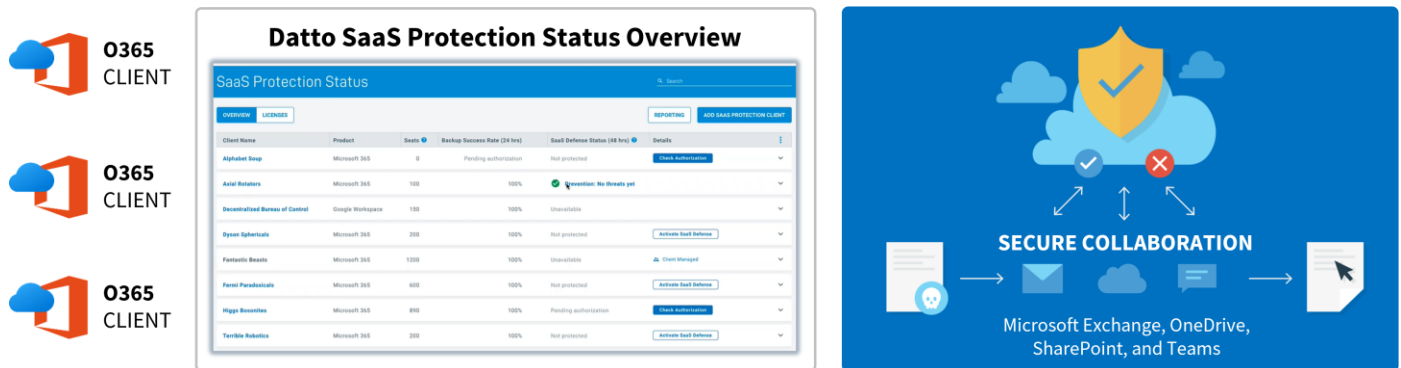 O365
CLIENT
O365
CLIENT
O365
CLIENT
Datto SaaS Protection Status Overview
SaaS Protection Status
Search
OVERVIEW LICENSES
REPORTING ADD SAAS PROTECTION CLIENT
Client Name Product Seats Backup Success Rate (24 hrs) SaaS Defense Status (48 hrs) Details
Alphabet Soup Microsoft 365 0 Pending authorization Not protected Check Authorization
Axial Rotators Microsoft 365 100 100% Prevention: No threats yet
Decentralized Bureau of Control Google Workspace 150 100% Unavailable
Dyson Sphericals Microsoft 365 200 100% Not protected Activate SaaS Defense
Fantastic Beasts Microsoft 365 1200 100% Unavailable Client Managed
Fermi Paradoxicals Microsoft 365 600 100% Not protected Activate SaaS Defense
Higgs Bosonites Microsoft 365 890 100% Pending authorization Check Authorization
Terrible Robotics Microsoft 365 200 100% Not protected Activate SaaS Defense
SECURE COLLABORATION
Microsoft Exchange, OneDrive,
SharePoint, and Teams